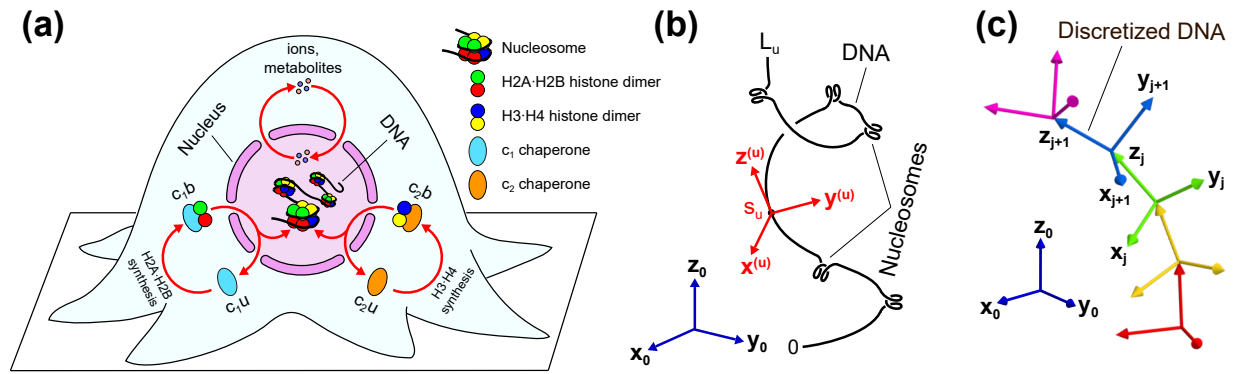 (a)
ions,
metabolites
Nucleus
DNA
c₁b
c₂b
H2A·H2B
synthesis
H3·H4
synthesis
c₁u
c₂u
Nucleosome
H2A·H2B histone dimer
H3·H4 histone dimer
c₁ chaperone
c₂ chaperone
(b)
Lᵤ
DNA
z⁽ᵘ⁾
y⁽ᵘ⁾
sᵤ
x⁽ᵘ⁾
Nucleosomes
z₀
x₀
y₀
0
(c)
Discretized DNA
yⱼ₊₁
zⱼ₊₁
zⱼ
yⱼ
xⱼ₊₁
xⱼ
z₀
x₀
y₀